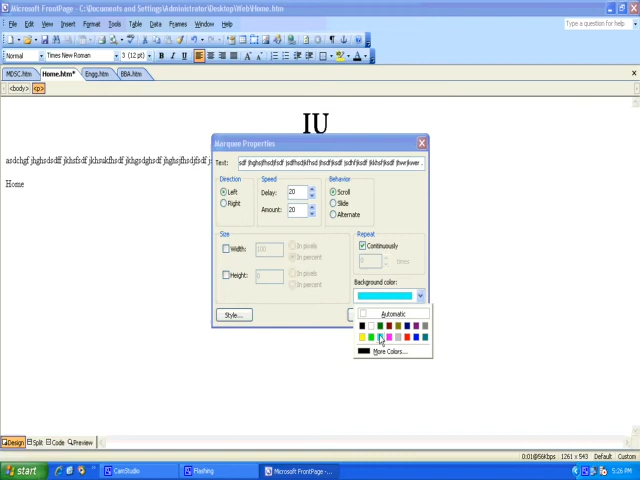 Microsoft FrontPage - C:\Documents and Settings\Administrator\Desktop\Web\Home.htm
File Edit View Insert Format Tools Table Data Frames Window Help
Type a question for help
Normal Times New Roman 3 (12 pt) B I U
MDSC.htm Home.htm* Engg.htm BBA.htm
<body> <p>
IU
Marquee Properties
Text:
Direction Speed Behavior
Left Delay: 20 Scroll
Right Amount: 20 Slide
Alternate
Home
Size Repeat
Width: 100 In pixels Continuously
In percent
Height: 0 In pixels 0 times
In percent
Background color:
Style...
Automatic
More Colors...
Design Split Code Preview
0:01@56Kbps 1261 x 543 Default Custom
start CamStudio Flashing Microsoft FrontPage - ... 5:26 PM